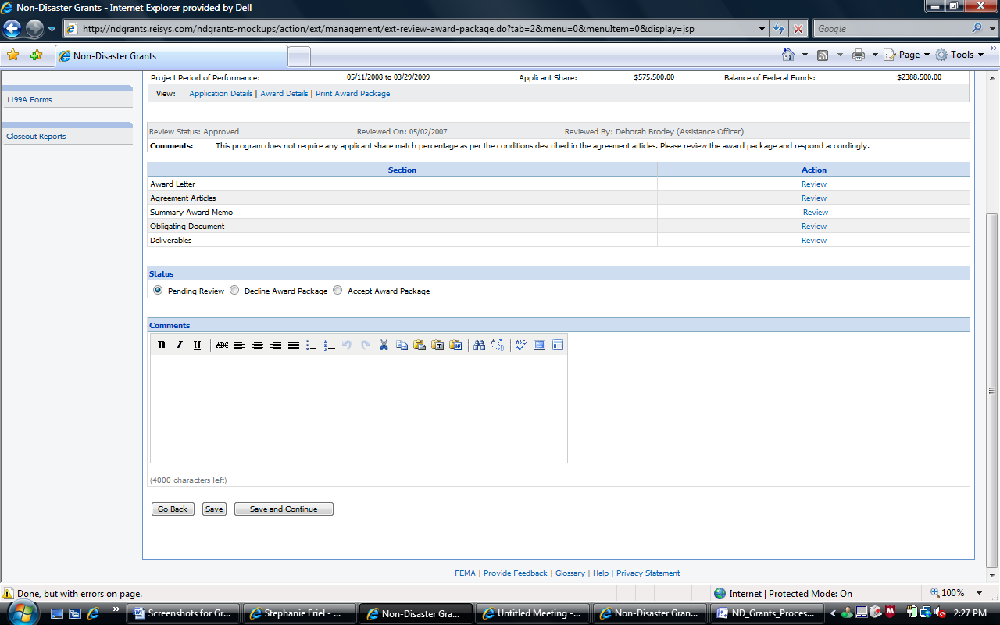 Non-Disaster Grants - Internet Explorer provided by Dell
http://ndgrants.reisys.com/ndgrants-mockups/action/ext/management/ext-review-award-package.do?tab=2&menu=0&menuItem=0&display=jsp
Google
Non-Disaster Grants
Page Tools
Project Period of Performance: 05/11/2008 to 03/29/2009 Applicant Share: $575,500.00 Balance of Federal Funds: $2388,500.00
View: Application Details | Award Details | Print Award Package
1199A Forms
Closeout Reports
Review Status: Approved Reviewed On: 05/02/2007 Reviewed By: Deborah Brodey (Assistance Officer)
Comments: This program does not require any applicant share match percentage as per the conditions described in the agreement articles. Please review the award package and respond accordingly.
Section Action
Award Letter Review
Agreement Articles Review
Summary Award Memo Review
Obligating Document Review
Deliverables Review
Status
Pending Review Decline Award Package Accept Award Package
Comments
B I U ABC
(4000 characters left)
Go Back Save Save and Continue
FEMA | Provide Feedback | Glossary | Help | Privacy Statement
Done, but with errors on page. Internet | Protected Mode: On 100%
Screenshots for Gr... Stephanie Friel - ... Non-Disaster Gra... Untitled Meeting -... Non-Disaster Gran... ND_Grants_Proces... 2:27 PM